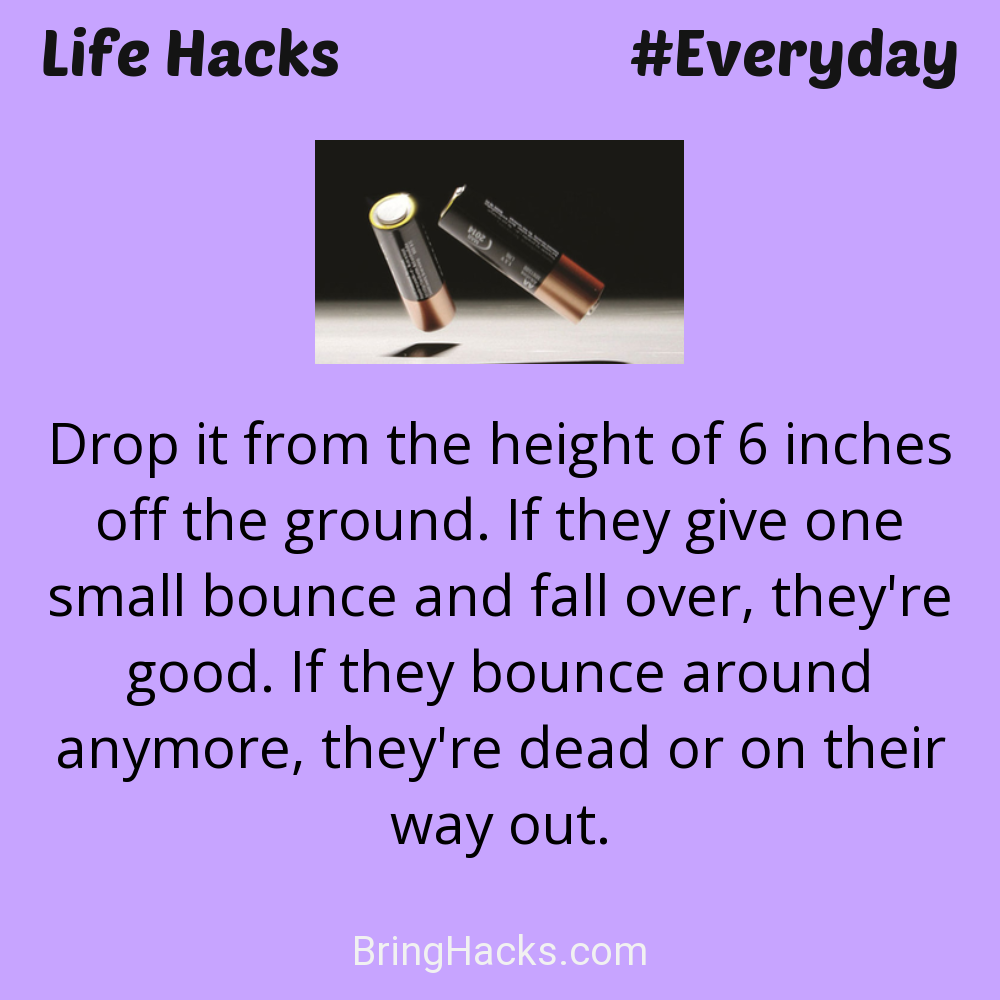 Life Hacks #Everyday
Drop it from the height of 6 inches
off the ground. If they give one
small bounce and fall over, they're
good. If they bounce around
anymore, they're dead or on their
way out.
BringHacks.com